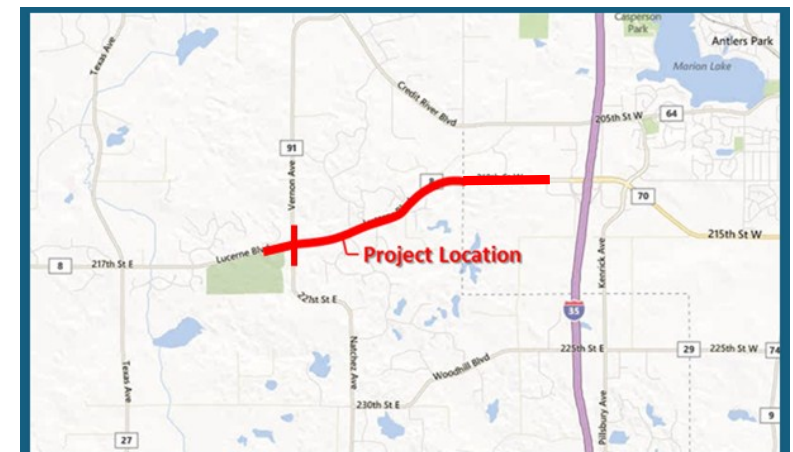 Casperson
Park
Antlers Park
Marion Lake
Texas Ave
Credit River Blvd
205th St W
64
91
Vernon Ave
70
215th St W
Lucerne Blvd
Project Location
8
217th St E
Kenrick Ave
221st St E
35
225th St E
29
225th St W
74
Natchez Ave
Woodhill Blvd
Texas Ave
230th St E
Pillsbury Ave
9
27